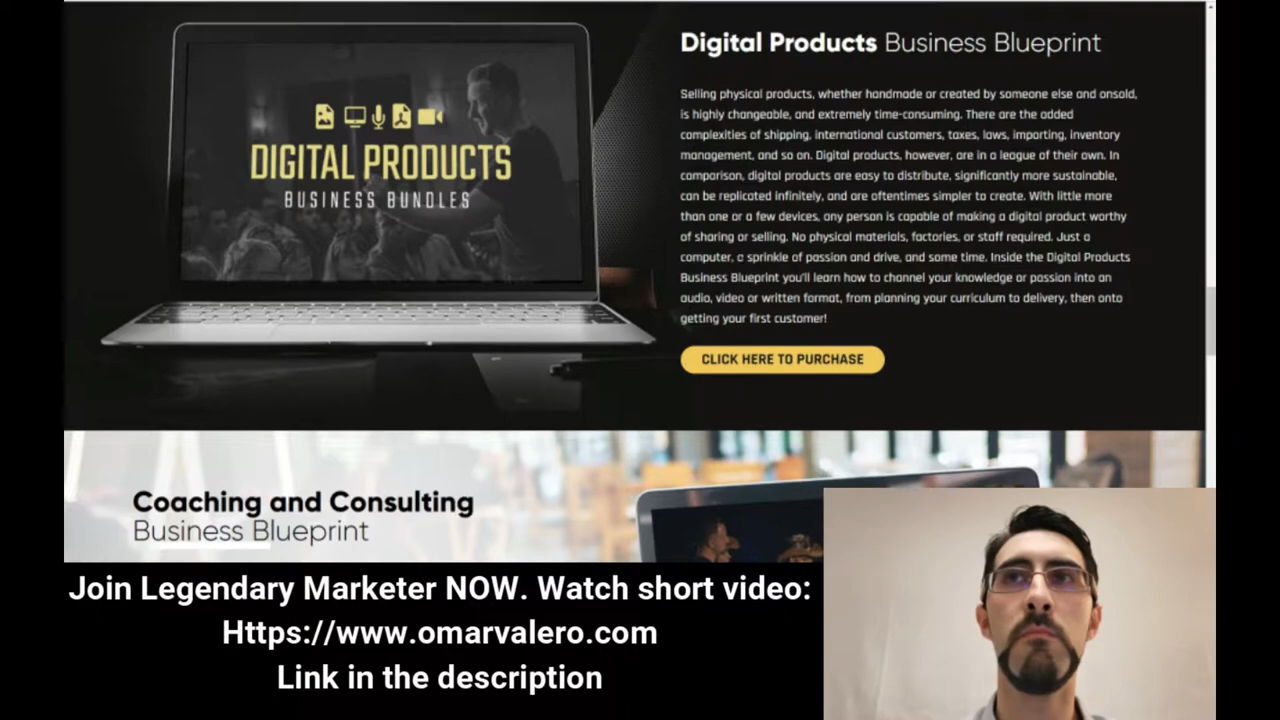 DIGITAL PRODUCTS
BUSINESS BUNDLES
Digital Products Business Blueprint
Selling physical products, whether handmade or created by someone else and onsold,
is highly changeable, and extremely time-consuming. There are the added
complexities of shipping, international customers, taxes, laws, importing, inventory
management, and so on. Digital products, however, are in a league of their own. In
comparison, digital products are easy to distribute, significantly more sustainable,
can be replicated infinitely, and are oftentimes simpler to create. With little more
than one or a few devices, any person is capable of making a digital product worthy
of sharing or selling. No physical materials, factories, or staff required. Just a
computer, a sprinkle of passion and drive, and some time. Inside the Digital Products
Business Blueprint you'll learn how to channel your knowledge or passion into an
audio, video or written format, from planning your curriculum to delivery, then onto
getting your first customer!
CLICK HERE TO PURCHASE
Coaching and Consulting
Business Blueprint
Join Legendary Marketer NOW. Watch short video:
Https://www.omarvalero.com
Link in the description